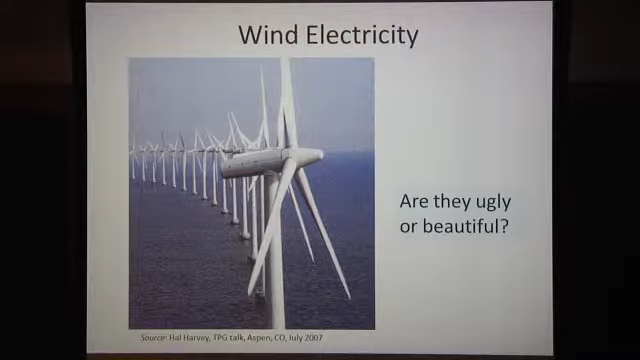 Wind Electricity
Are they ugly
or beautiful?
Source: Hal Harvey, TPG talk, Aspen, CO, July 2007